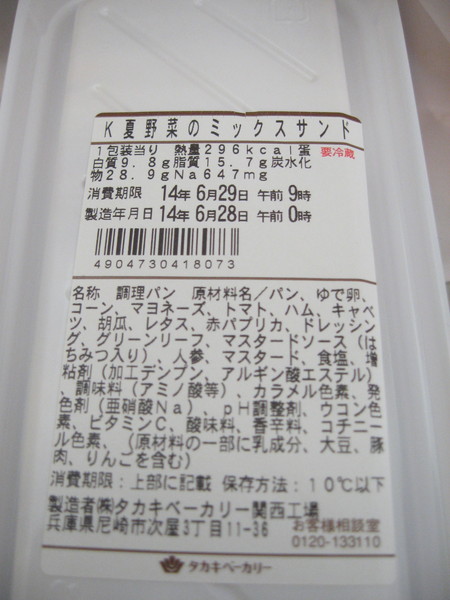 K夏野菜のミックスサンド
1包装当り 熱量296kcal蛋
白質9.8g脂質15.7g炭水化
物28.9gNa647mg
要冷蔵
消費期限 14年 6月29日 午前 9時
製造年月日 14年 6月28日 午前 0時
4904730418073
名称 調理パン 原材料名/パン、ゆで卵、
コーン、マヨネーズ、トマト、ハム、キャベ
ツ、胡瓜、レタス、赤パプリカ、ドレッシン
グ、グリーンリーフ、マスタードソース(は
ちみつ入り)、人参、マスタード、食塩、増
粘剤(加工デンプン、アルギン酸エステル)
、調味料(アミノ酸等)、カラメル色素、発
色剤(亜硝酸Na)、pH調整剤、ウコン色
素、ビタミンC、酸味料、香辛料、コチニー
ル色素、(原材料の一部に乳成分、大豆、豚
肉、りんごを含む)
消費期限:上部に記載 保存方法:10℃以下
製造者㈱タカキベーカリー関西工場
兵庫県尼崎市次屋3丁目11-36
お客様相談室
0120-133110
タカキベーカリー